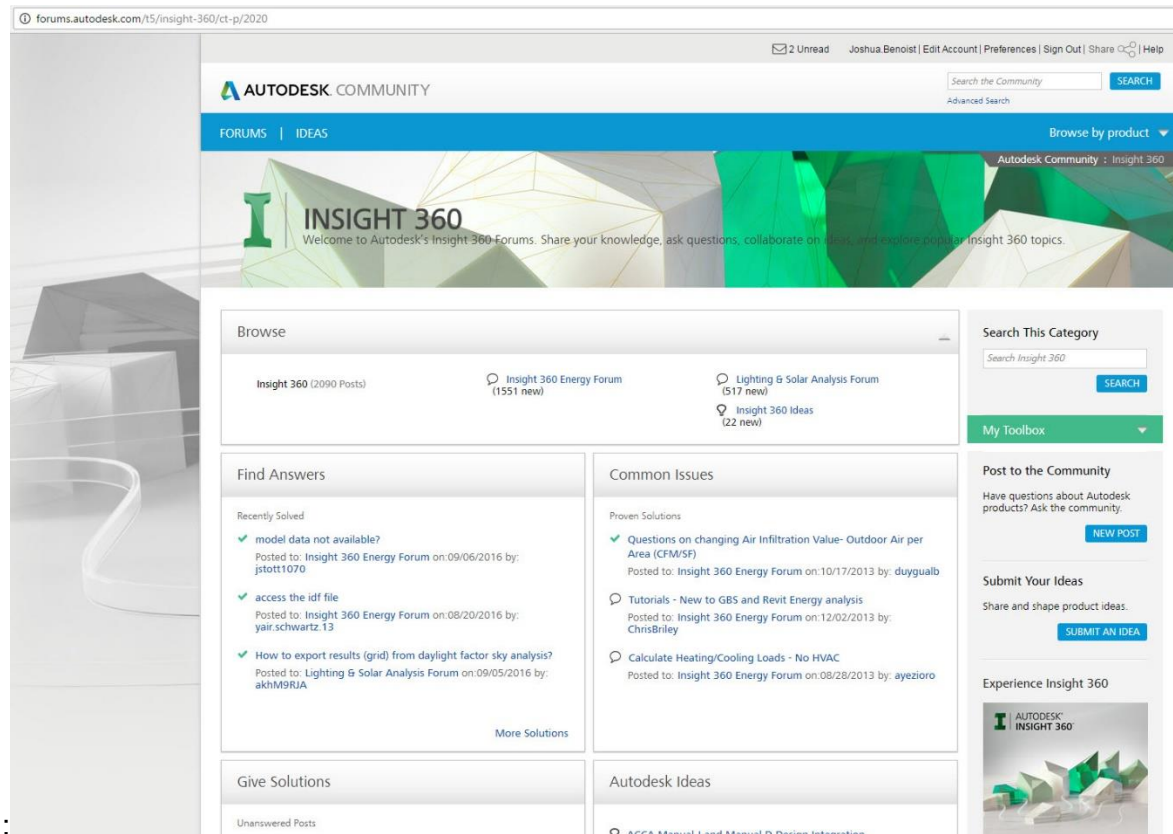 forums.autodesk.com/t5/insight-360/ct-p/2020
2 Unread Joshua.Benoist | Edit Account | Preferences | Sign Out | Share | Help
AUTODESK. COMMUNITY
Search the Community SEARCH
Advanced Search
FORUMS | IDEAS Browse by product
Autodesk Community : Insight 360
INSIGHT 360
Welcome to Autodesk's Insight 360 Forums. Share your knowledge, ask questions, collaborate on ideas, and explore popular Insight 360 topics.
Browse
Insight 360 (2090 Posts)
Insight 360 Energy Forum
(1551 new)
Lighting & Solar Analysis Forum
(517 new)
Insight 360 Ideas
(22 new)
Search This Category
Search Insight 360
SEARCH
My Toolbox
Find Answers
Recently Solved
model data not available?
Posted to: Insight 360 Energy Forum on:09/06/2016 by:
jstott1070
access the idf file
Posted to: Insight 360 Energy Forum on:08/20/2016 by:
yair.schwartz.13
How to export results (grid) from daylight factor sky analysis?
Posted to: Lighting & Solar Analysis Forum on:09/05/2016 by:
akhM9RJA
More Solutions
Common Issues
Proven Solutions
Questions on changing Air Infiltration Value- Outdoor Air per
Area (CFM/SF)
Posted to: Insight 360 Energy Forum on:10/17/2013 by: duygualb
Tutorials - New to GBS and Revit Energy analysis
Posted to: Insight 360 Energy Forum on:12/02/2013 by:
ChrisBriley
Calculate Heating/Cooling Loads - No HVAC
Posted to: Insight 360 Energy Forum on:08/28/2013 by: ayezioro
Post to the Community
Have questions about Autodesk
products? Ask the community.
NEW POST
Submit Your Ideas
Share and shape product ideas.
SUBMIT AN IDEA
Experience Insight 360
AUTODESK
INSIGHT 360
Give Solutions
Unanswered Posts
Autodesk Ideas
ACCA Manual J and Manual D Design Integration
: